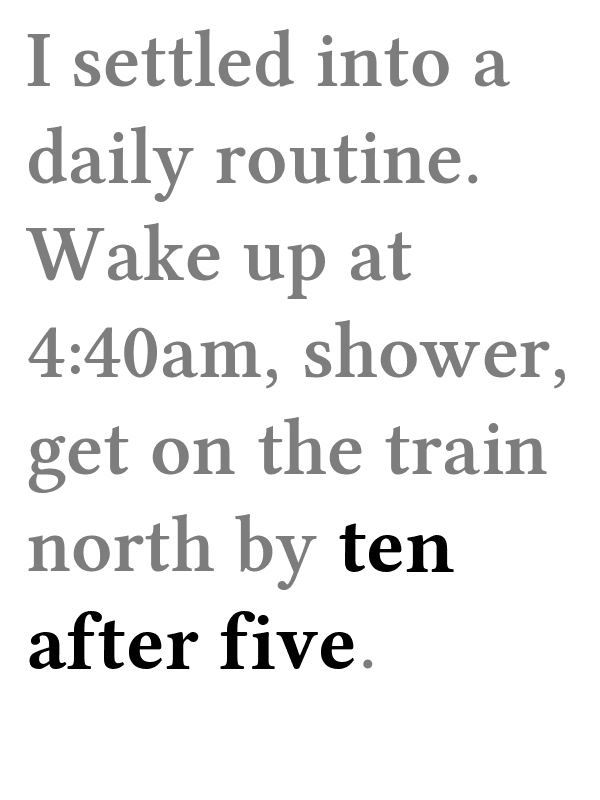 I settled into a
daily routine.
Wake up at
4:40am, shower,
get on the train
north by ten
after five.